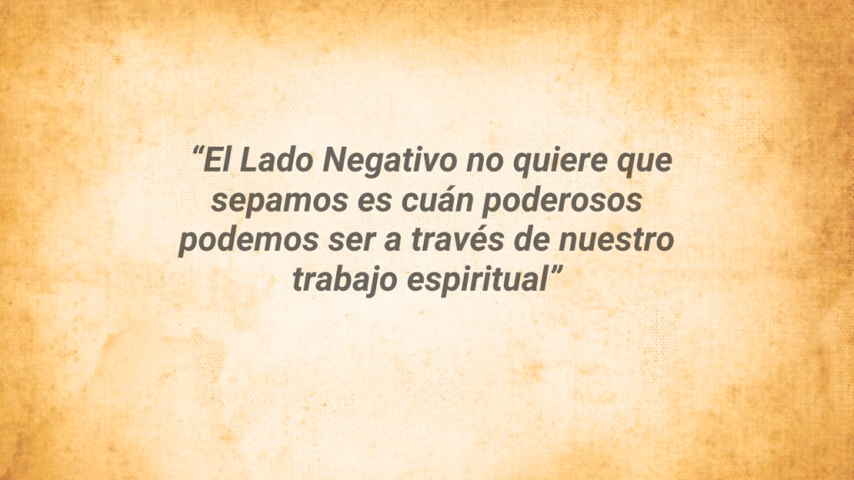 “El Lado Negativo no quiere que
sepamos es cuán poderosos
podemos ser a través de nuestro
trabajo espiritual”